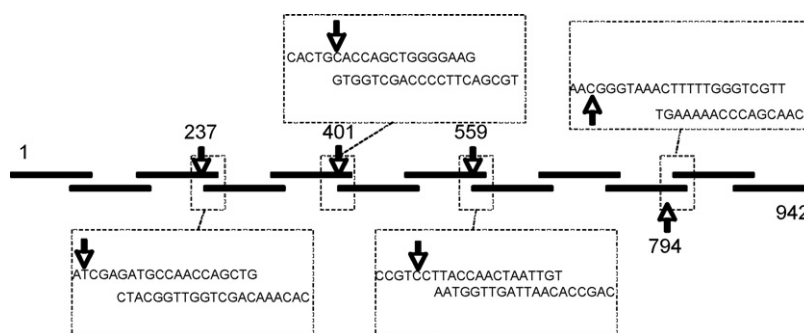 CACTGCACCAGCTGGGGAAG
GTGGTCGACCCCTTCAGCGT
AACGGGTAAACTTTTTGGGTCGTT
TGAAAAACCCAGCAAC
1
237
401
559
794
942
ATCGAGATGCCAACCAGCTG
CTACGGTTGGTCGACAAACAC
CCGTCCTTACCAACTAATTGT
AATGGTTGATTAACACCGAC